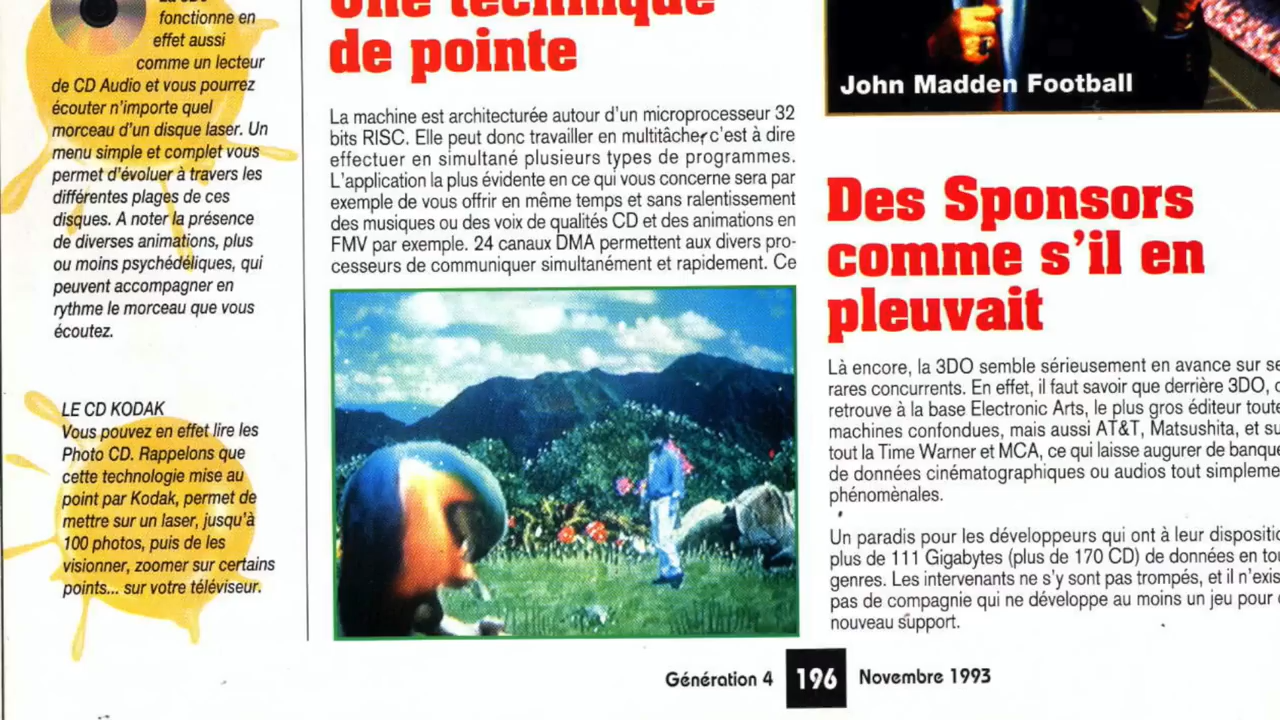 fonctionne en
effet aussi
comme un lecteur
de CD Audio et vous pourrez
écouter n'importe quel
morceau d'un disque laser. Un
menu simple et complet vous
permet d'évoluer à travers les
différentes plages de ces
disques. A noter la présence
de diverses animations, plus
ou moins psychédéliques, qui
peuvent accompagner en
rythme le morceau que vous
écoutez.
LE CD KODAK
Vous pouvez en effet lire les
Photo CD. Rappelons que
cette technologie mise au
point par Kodak, permet de
mettre sur un laser, jusqu'à
100 photos, puis de les
visionner, zoomer sur certains
points... sur votre téléviseur.
Une technique
de pointe
La machine est architecturée autour d'un microprocesseur 32
bits RISC. Elle peut donc travailler en multitâche, c'est à dire
effectuer en simultané plusieurs types de programmes.
L'application la plus évidente en ce qui vous concerne sera par
exemple de vous offrir en même temps et sans ralentissement
des musiques ou des voix de qualités CD et des animations en
FMV par exemple. 24 canaux DMA permettent aux divers pro-
cesseurs de communiquer simultanément et rapidement. Ce
John Madden Football
Des Sponsors
comme s'il en
pleuvait
Là encore, la 3DO semble sérieusement en avance sur se
rares concurrents. En effet, il faut savoir que derrière 3DO,
retrouve à la base Electronic Arts, le plus gros éditeur toute
machines confondues, mais aussi AT&T, Matsushita, et su
tout la Time Warner et MCA, ce qui laisse augurer de banque
de données cinématographiques ou audios tout simpleme
phénomènales.
Un paradis pour les développeurs qui ont à leur dispositio
plus de 111 Gigabytes (plus de 170 CD) de données en tou
genres. Les intervenants ne s'y sont pas trompés, et il n'exis
pas de compagnie qui ne développe au moins un jeu pour
nouveau support.
Génération 4 196 Novembre 1993